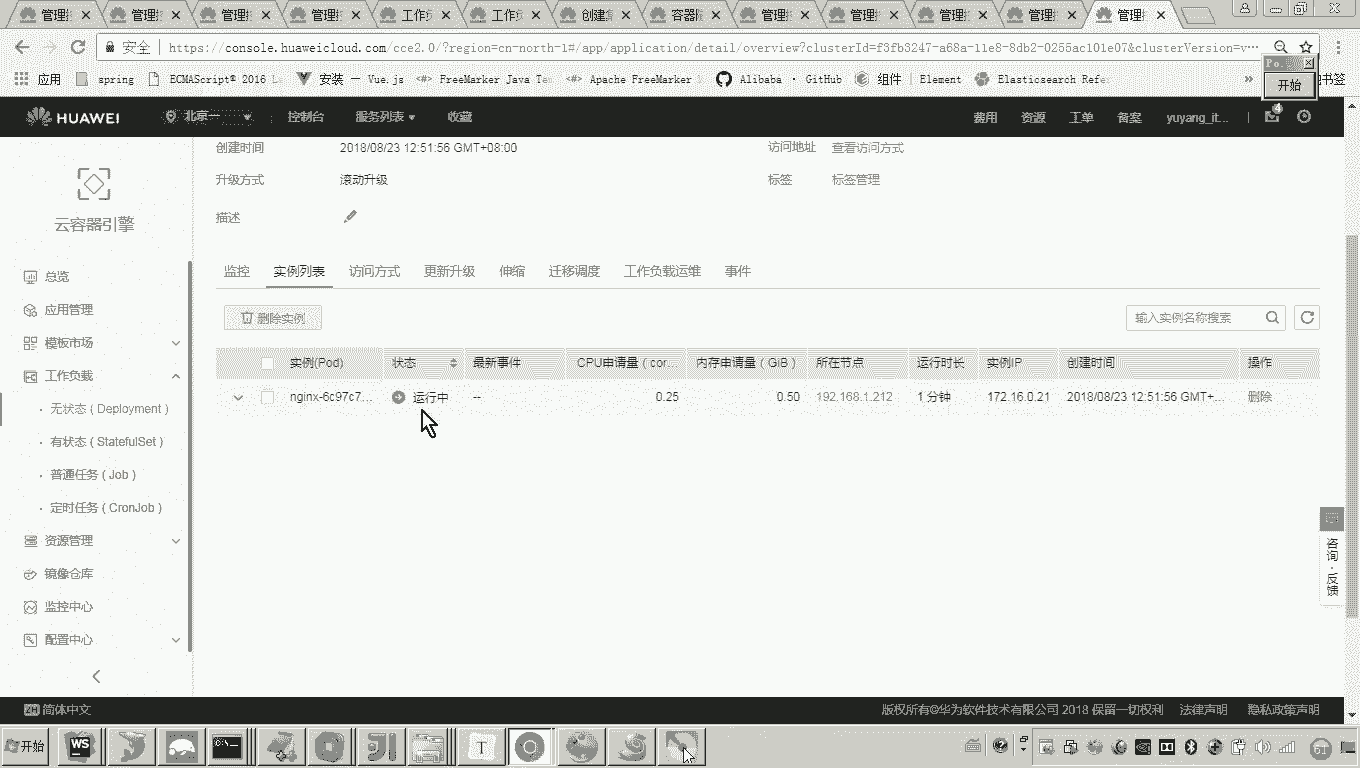 管理 管理 管理 管理 工作 工作 创建 容器 管理 管理 管理 管理 管理
安全 https://console.huaweicloud.com/cce2.0/?region=cn-north-1#/app/application/detail/overview?clusterId=f3fb3247-a68a-11e8-8db2-0255ac101e07&clusterVersion=v…
应用 spring ECMAScript® 2016 安装 — Vue.js FreeMarker Java Te Apache FreeMarker Alibaba · GitHub 组件 | Element Elasticsearch Refe » 书签
Po.
开始
HUAWEI 北京一 控制台 服务列表 收藏 费用 资源 工单 备案 yuyang_it... 4
云容器引擎
总览
应用管理
模板市场
工作负载
无状态 ( Deployment )
有状态 ( StatefulSet )
普通任务 ( Job )
定时任务 ( CronJob )
资源管理
镜像仓库
监控中心
配置中心
创建时间 2018/08/23 12:51:56 GMT+08:00 访问地址 查看访问方式
升级方式 滚动升级 标签 标签管理
描述
监控 实例列表 访问方式 更新升级 伸缩 迁移调度 工作负载运维 事件
删除实例 输入实例名称搜索
实例(Pod) 状态 最新事件 CPU申请量 ( cor... 内存申请量 ( GiB ) 所在节点 运行时长 实例IP 创建时间 操作
nginx-6c97c7... 运行中 -- 0.25 0.50 192.168.1.212 1 分钟 172.16.0.21 2018/08/23 12:51:56 GMT+... 删除
咨询·反馈
ZH 简体中文 版权所有@华为软件技术有限公司 2018 保留一切权利 法律声明 隐私政策声明
开始 WS T